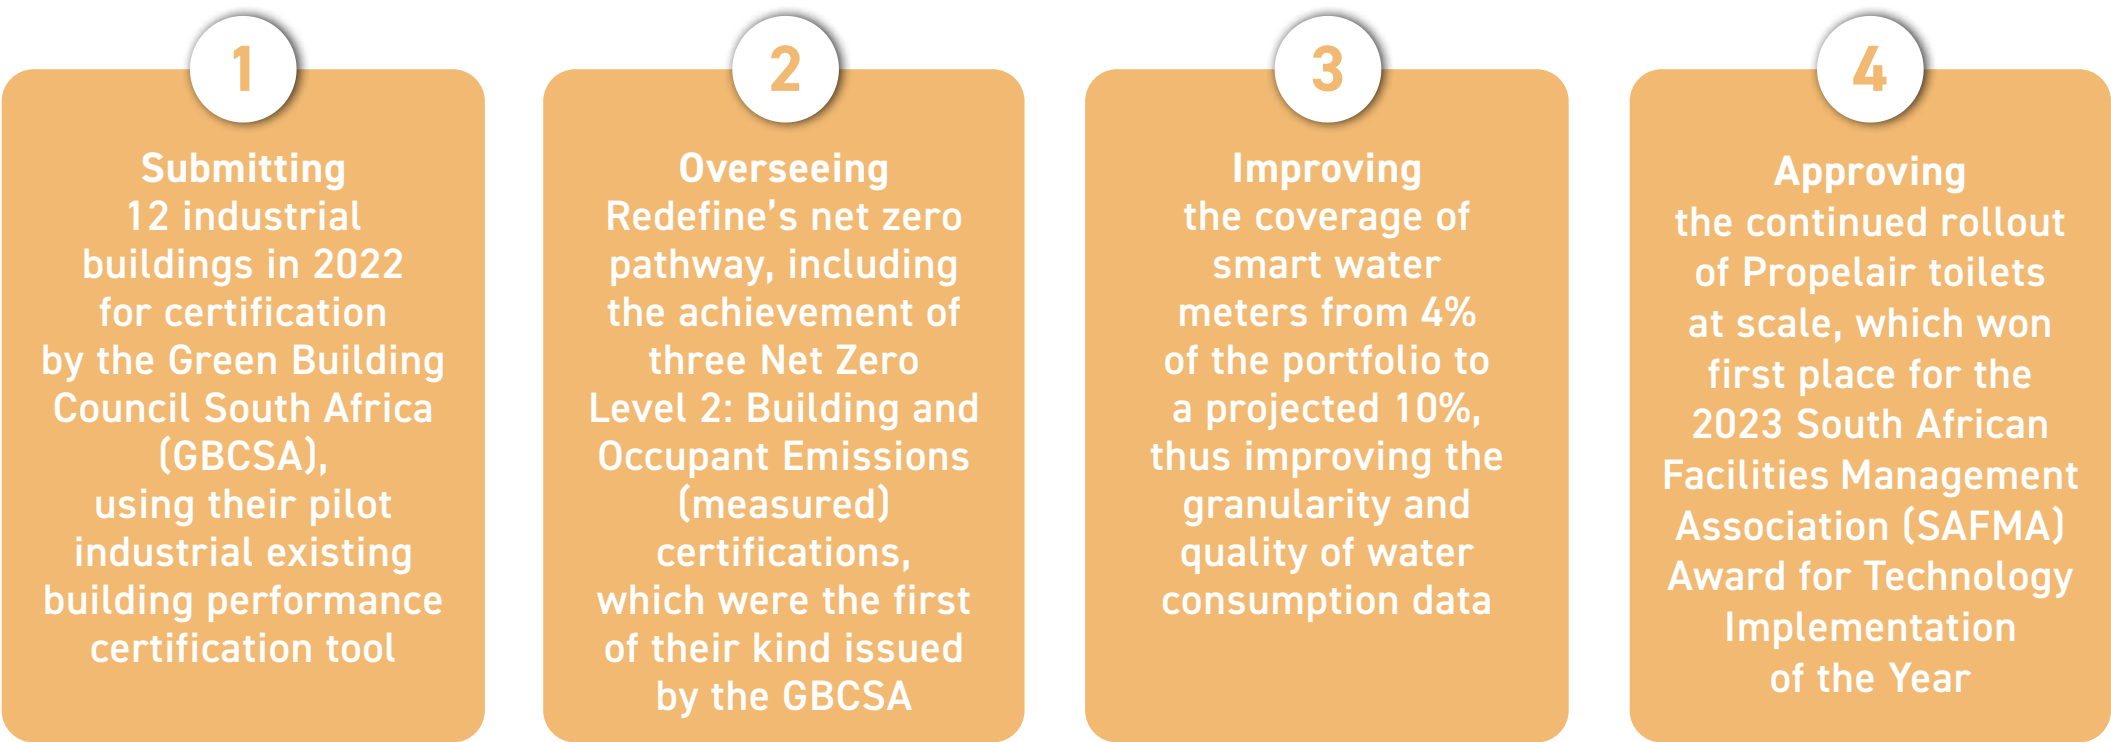 1
Submitting
12 industrial
buildings in 2022
for certification
by the Green Building
Council South Africa
(GBCSA),
using their pilot
industrial existing
building performance
certification tool
2
Overseeing
Redefine’s net zero
pathway, including
the achievement of
three Net Zero
Level 2: Building and
Occupant Emissions
(measured)
certifications,
which were the first
of their kind issued
by the GBCSA
3
Improving
the coverage of
smart water
meters from 4%
of the portfolio to
a projected 10%,
thus improving the
granularity and
quality of water
consumption data
4
Approving
the continued rollout
of Propelair toilets
at scale, which won
first place for the
2023 South African
Facilities Management
Association (SAFMA)
Award for Technology
Implementation
of the Year